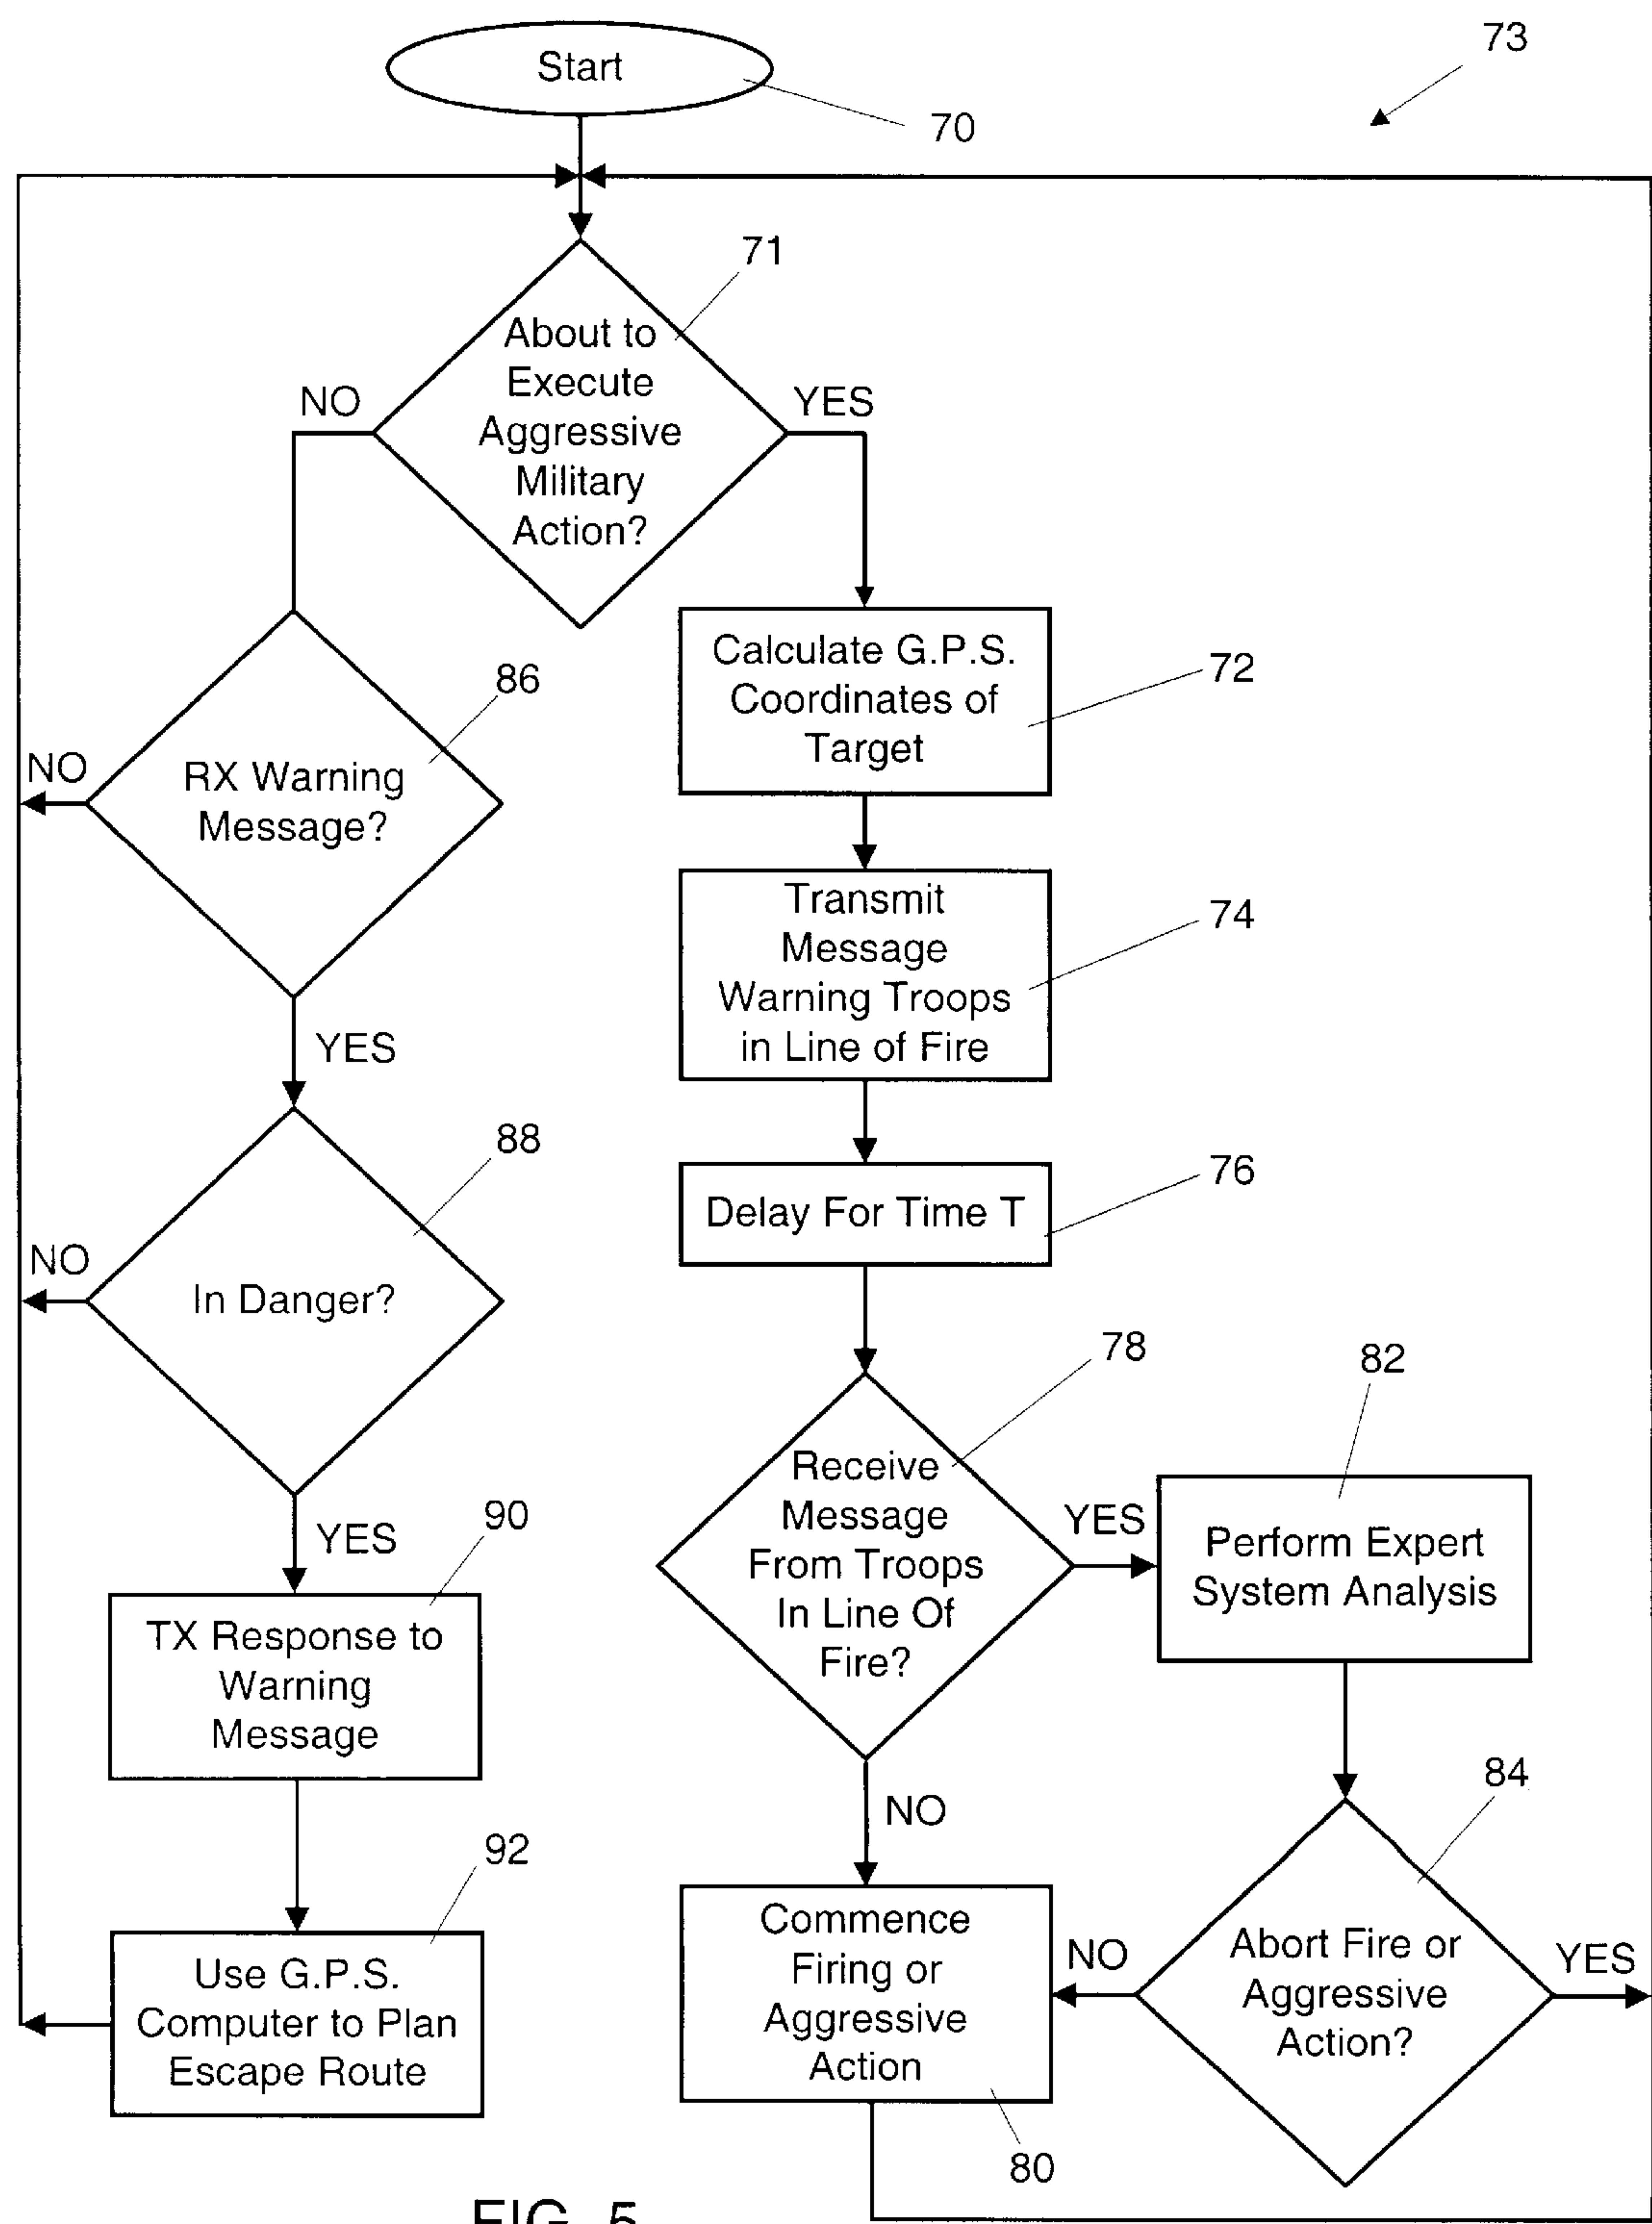 Start
70
73
71
About to
Execute
Aggressive
Military
Action?
NO
YES
Calculate G.P.S.
Coordinates of
Target
72
86
RX Warning
Message?
NO
YES
Transmit
Message
Warning Troops
in Line of Fire
74
88
In Danger?
NO
YES
Delay For Time T
76
78
Receive
Message
From Troops
In Line Of
Fire?
YES
NO
82
Perform Expert
System Analysis
90
TX Response to
Warning
Message
84
Abort Fire or
Aggressive
Action?
NO
YES
92
Use G.P.S.
Computer to Plan
Escape Route
Commence
Firing or
Aggressive
Action
80
FIG. 5